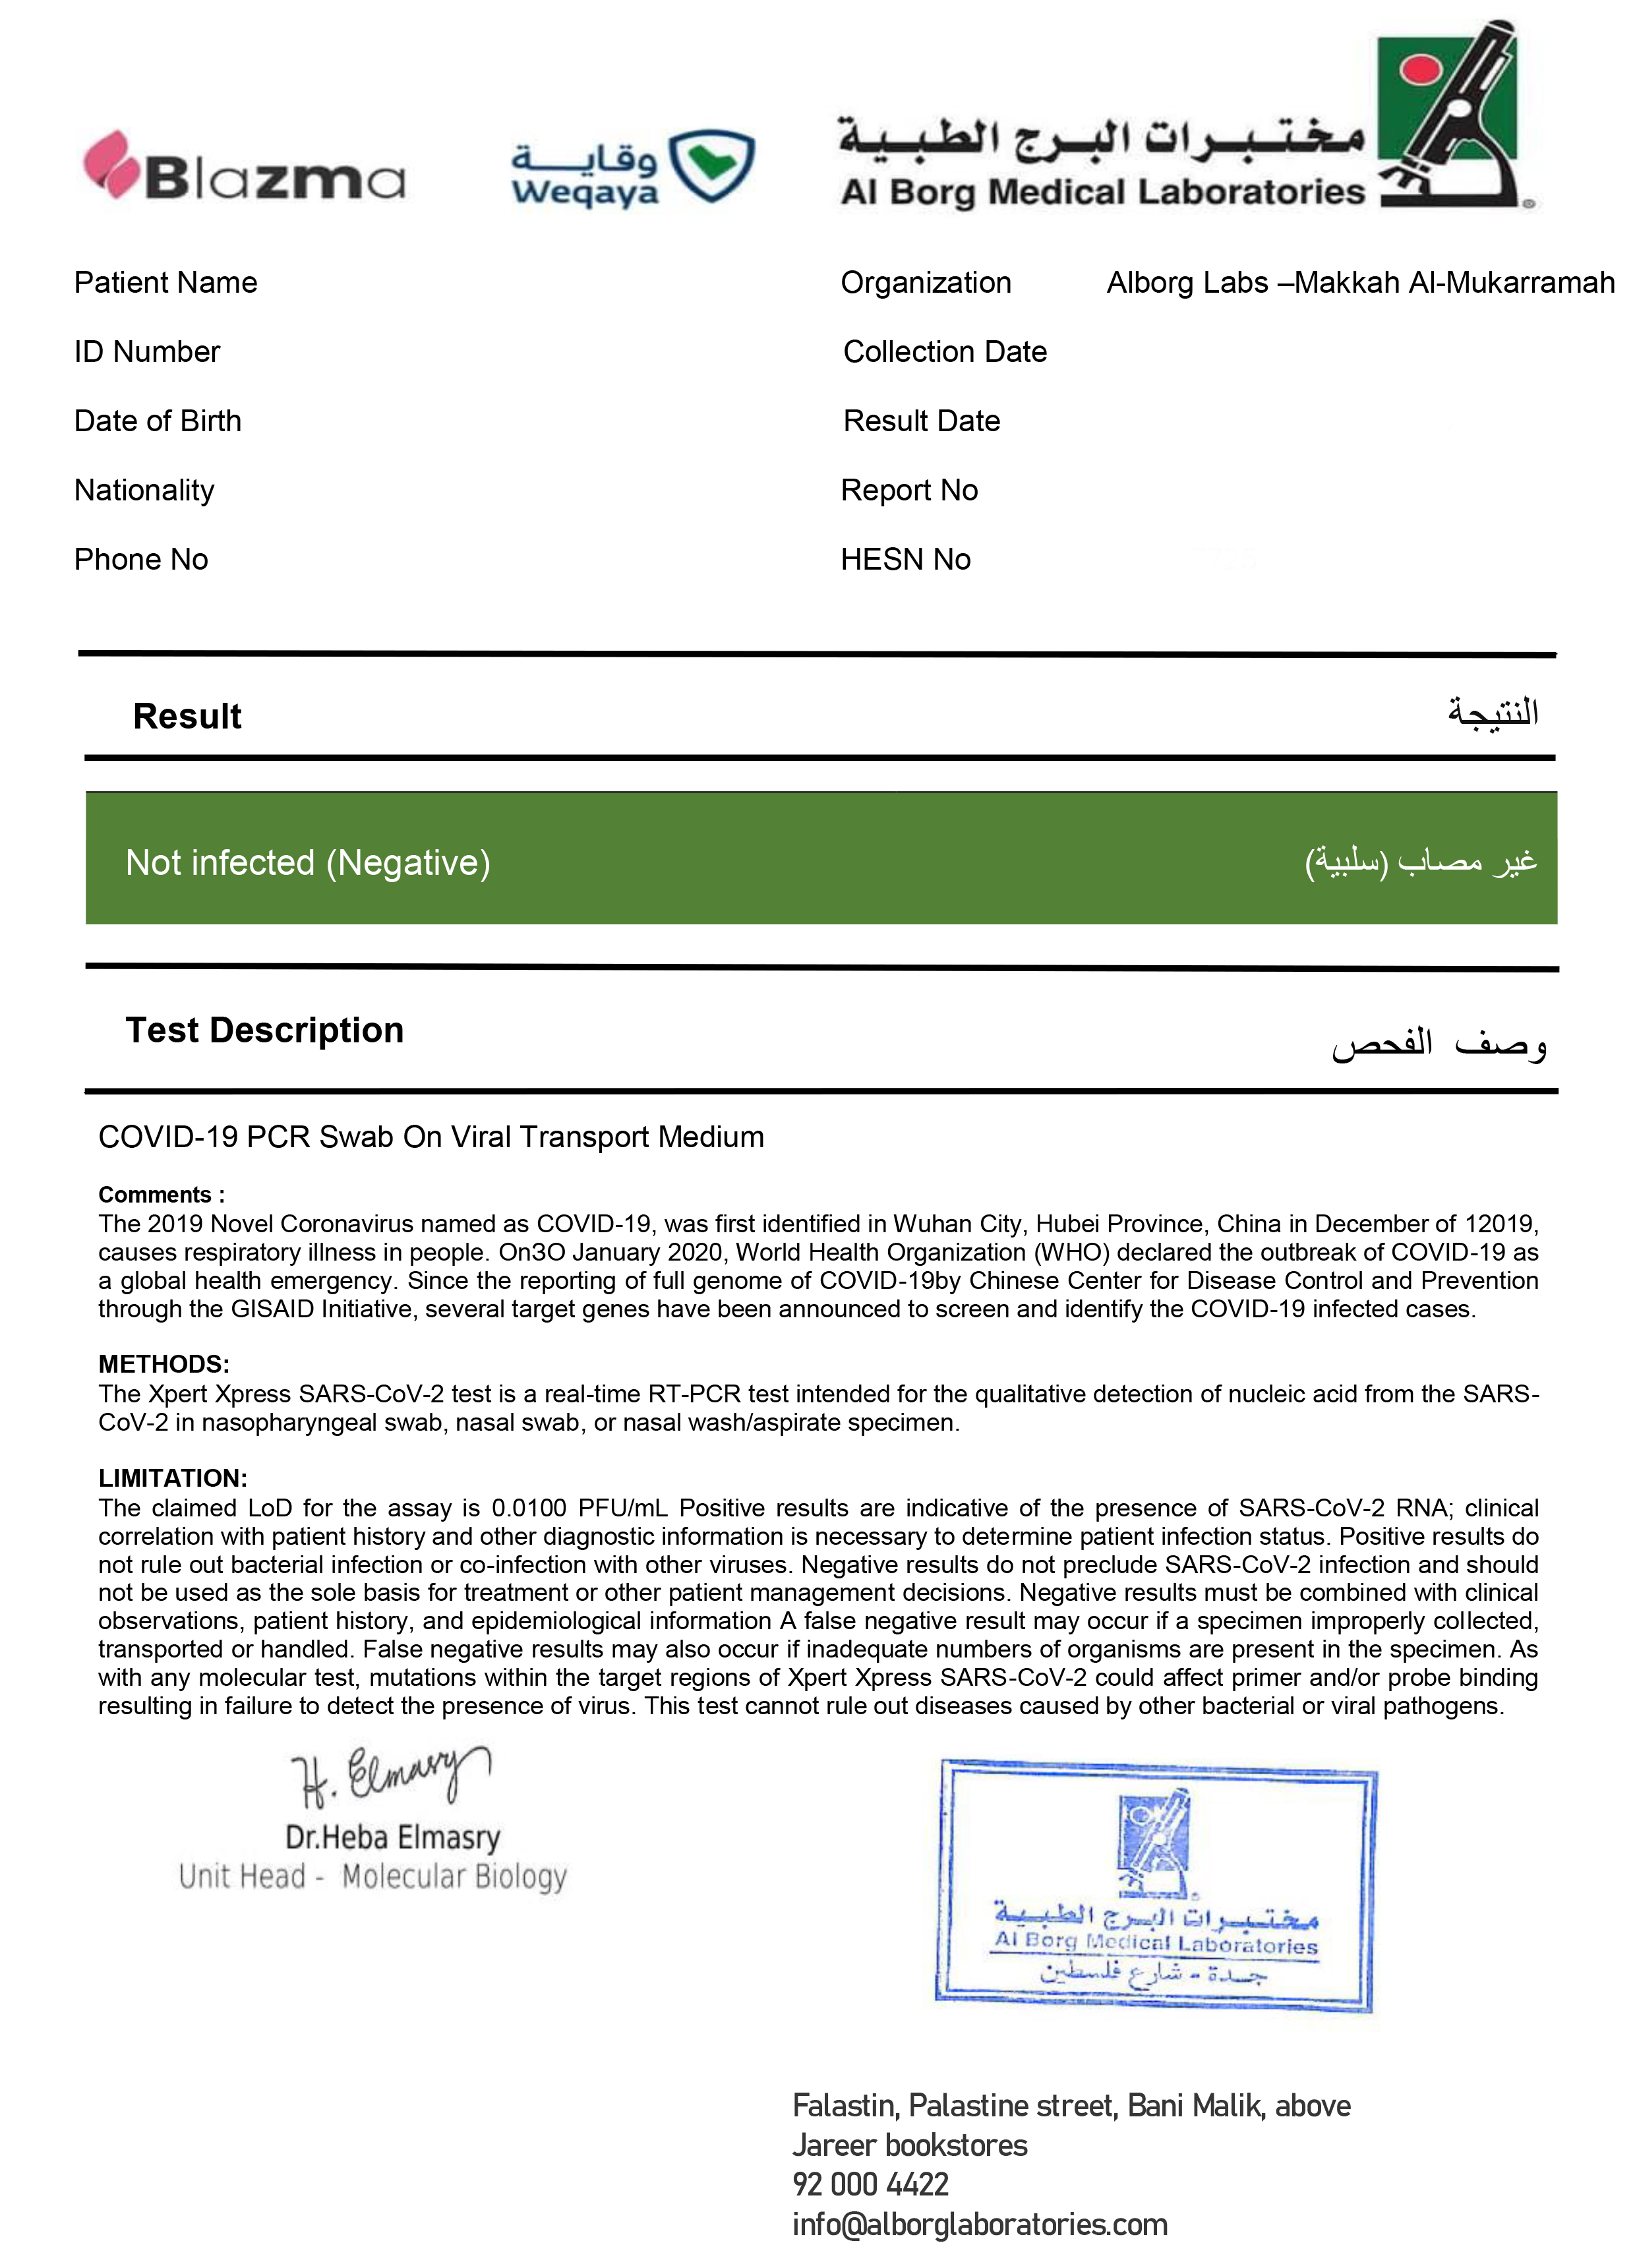 Blazma
وقاية
Weqaya
مختبرات البرج الطبية
Al Borg Medical Laboratories
®
Patient Name
Organization Alborg Labs –Makkah Al-Mukarramah
ID Number
Collection Date
Date of Birth
Result Date
Nationality
Report No
Phone No
HESN No
Result النتيجة
Not infected (Negative) غير مصاب (سلبية)
Test Description وصف الفحص
COVID-19 PCR Swab On Viral Transport Medium
Comments :
The 2019 Novel Coronavirus named as COVID-19, was first identified in Wuhan City, Hubei Province, China in December of 12019,
causes respiratory illness in people. On3O January 2020, World Health Organization (WHO) declared the outbreak of COVID-19 as
a global health emergency. Since the reporting of full genome of COVID-19by Chinese Center for Disease Control and Prevention
through the GISAID Initiative, several target genes have been announced to screen and identify the COVID-19 infected cases.
METHODS:
The Xpert Xpress SARS-CoV-2 test is a real-time RT-PCR test intended for the qualitative detection of nucleic acid from the SARS-
CoV-2 in nasopharyngeal swab, nasal swab, or nasal wash/aspirate specimen.
LIMITATION:
The claimed LoD for the assay is 0.0100 PFU/mL Positive results are indicative of the presence of SARS-CoV-2 RNA; clinical
correlation with patient history and other diagnostic information is necessary to determine patient infection status. Positive results do
not rule out bacterial infection or co-infection with other viruses. Negative results do not preclude SARS-CoV-2 infection and should
not be used as the sole basis for treatment or other patient management decisions. Negative results must be combined with clinical
observations, patient history, and epidemiological information A false negative result may occur if a specimen improperly collected,
transported or handled. False negative results may also occur if inadequate numbers of organisms are present in the specimen. As
with any molecular test, mutations within the target regions of Xpert Xpress SARS-CoV-2 could affect primer and/or probe binding
resulting in failure to detect the presence of virus. This test cannot rule out diseases caused by other bacterial or viral pathogens.
H. Elmasry
Dr.Heba Elmasry
Unit Head - Molecular Biology
مختبرات البرج الطبية
Al Borg Medical Laboratories
جدة - شارع فلسطين
Falastin, Palastine street, Bani Malik, above
Jareer bookstores
92 000 4422
info@alborglaboratories.com